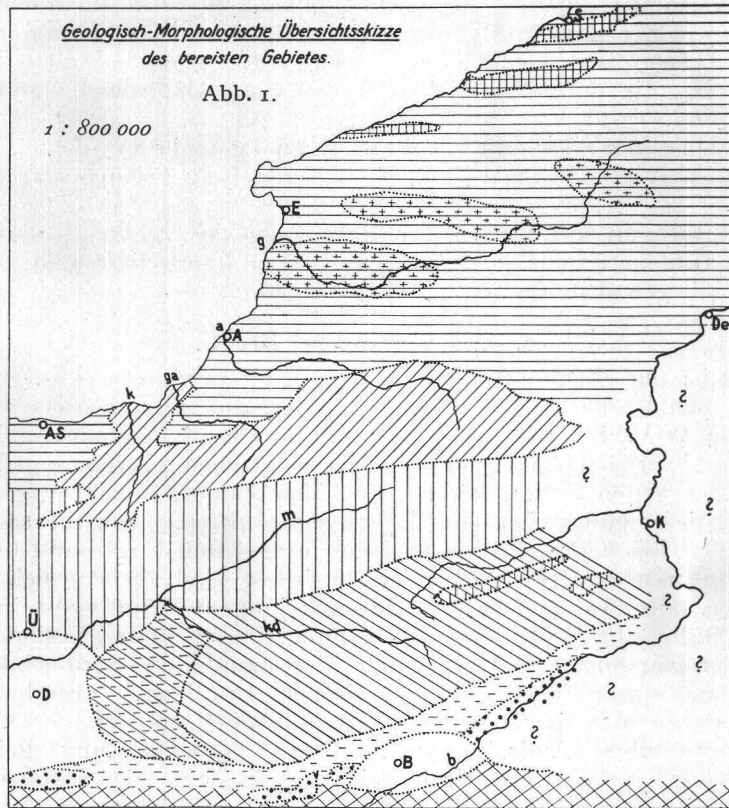 Geologisch-Morphologische Übersichtsskizze
des bereisten Gebietes.
Abb. 1.
1 : 800 000
S
E
g
a
A
De
ga
k
AS
?
?
?
?
m
K
Ü
kd
?
?
D
?
?
B
b